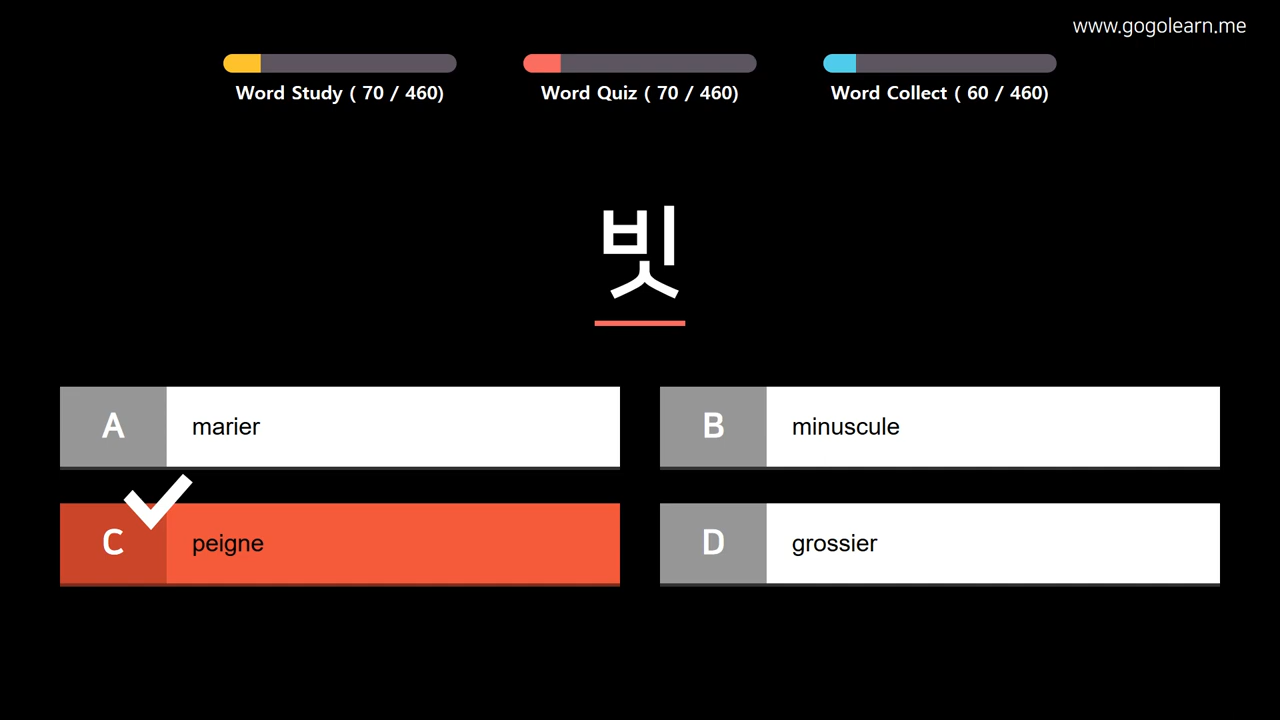 www.gogolearn.me
Word Study ( 70 / 460)
Word Quiz ( 70 / 460)
Word Collect ( 60 / 460)
빗
A marier
B minuscule
C peigne
D grossier